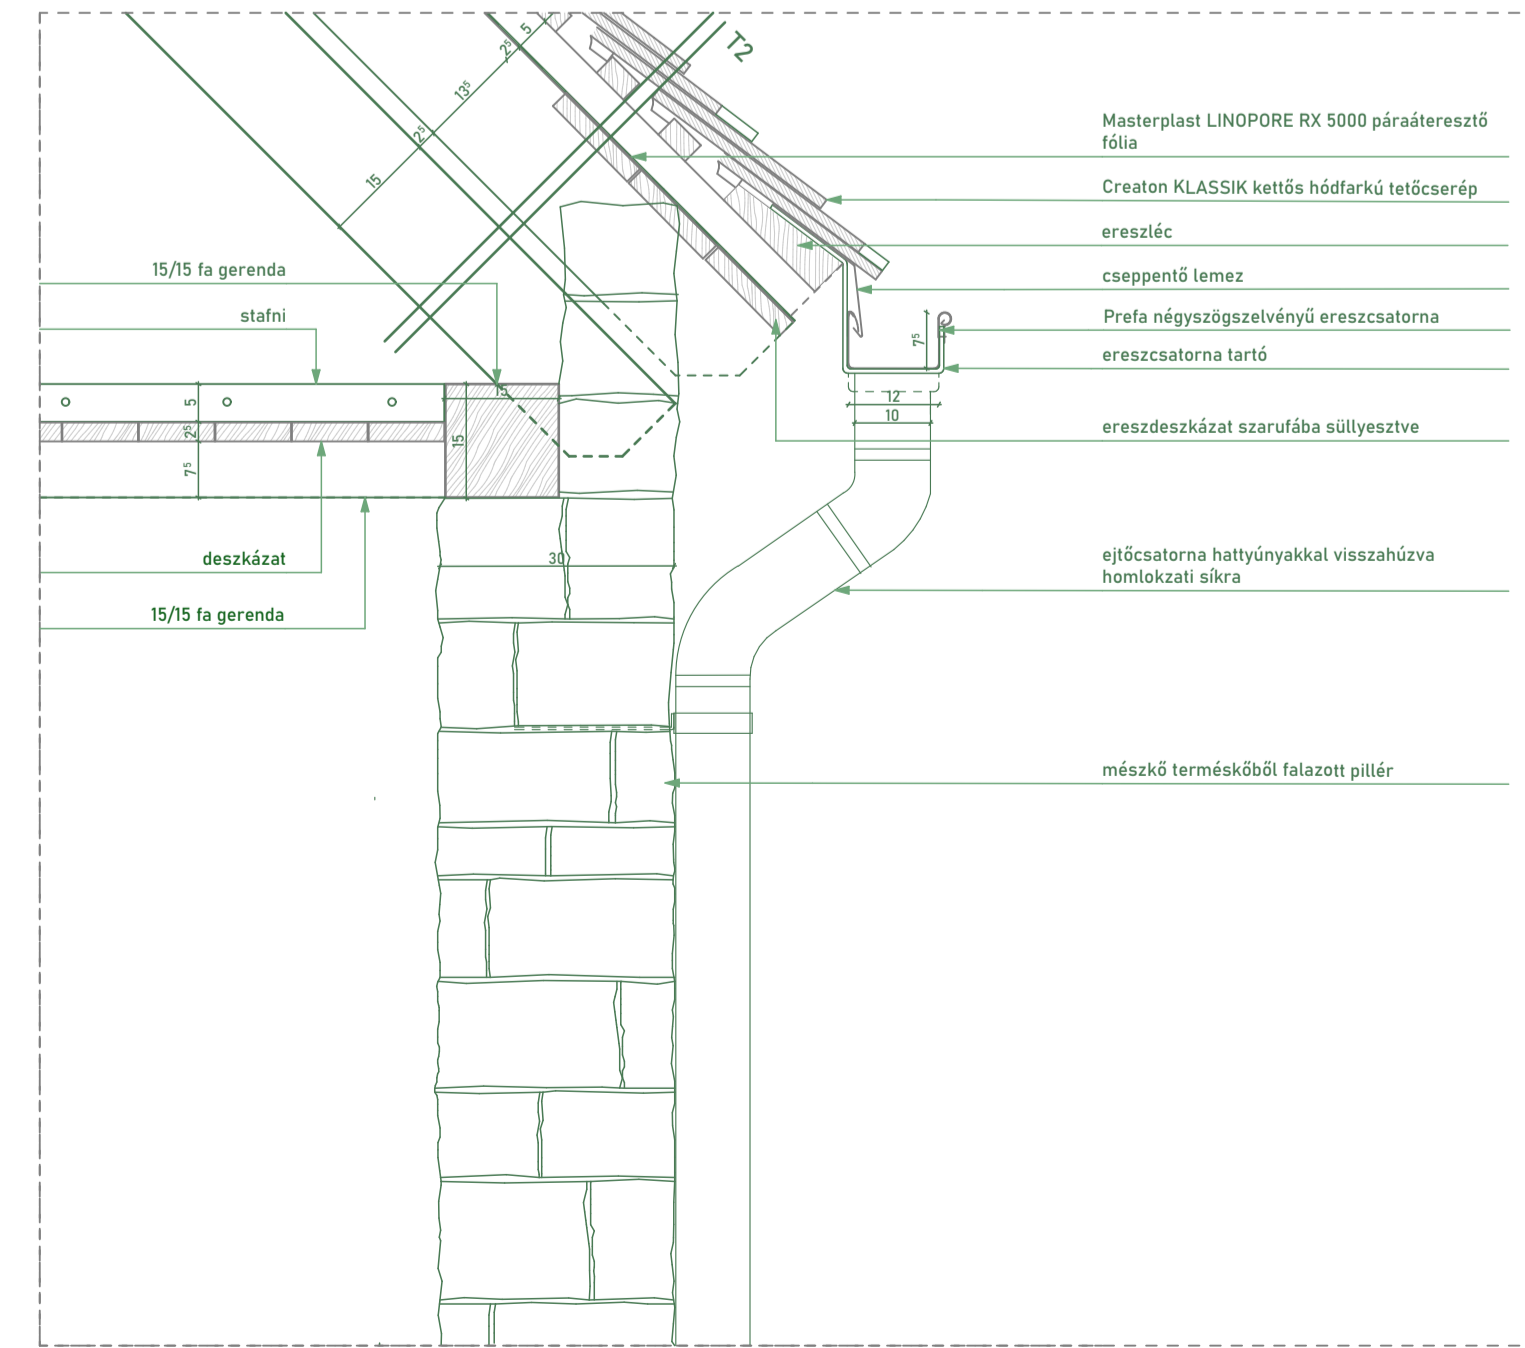 T2
5
2⁵
13⁵
2⁵
15
Masterplast LINOPORE RX 5000 páraáteresztő
fólia
Creaton KLASSIK kettős hódfarkú tetőcserép
ereszléc
15/15 fa gerenda
cseppentő lemez
stafni
Prefa négyszögszelvényű ereszcsatorna
7⁵
ereszcsatorna tartó
15
12
5
10
2⁵
15
ereszdeszkázat szarufába süllyesztve
7⁵
deszkázat
30
ejtőcsatorna hattyúnyakkal visszahúzva
homlokzati síkra
15/15 fa gerenda
mészkő terméskőből falazott pillér